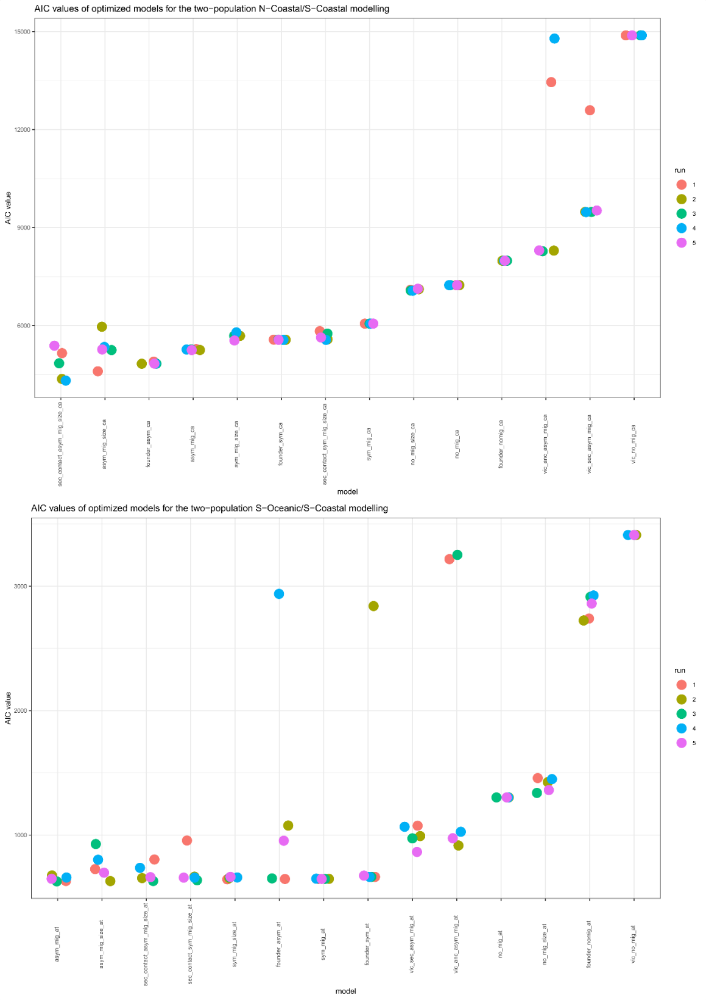 AIC values of optimized models for the two−population N−Coastal/S−Coastal modelling
15000
12000
9000
6000
AIC value
sec_contact_asym_mig_size_ca
asym_mig_size_ca
founder_asym_ca
asym_mig_ca
sym_mig_size_ca
founder_sym_ca
sec_contact_sym_mig_size_ca
sym_mig_ca
no_mig_size_ca
no_mig_ca
founder_nomig_ca
vic_anc_asym_mig_ca
vic_sec_asym_mig_ca
vic_no_mig_ca
model
run
1
2
3
4
5
AIC values of optimized models for the two−population S−Oceanic/S−Coastal modelling
3000
2000
1000
AIC value
asym_mig_at
asym_mig_size_at
sec_contact_asym_mig_size_at
sec_contact_sym_mig_size_at
sym_mig_size_at
founder_asym_at
sym_mig_at
founder_sym_at
vic_sec_asym_mig_at
vic_anc_asym_mig_at
no_mig_at
no_mig_size_at
founder_nomig_at
vic_no_mig_at
model
run
1
2
3
4
5